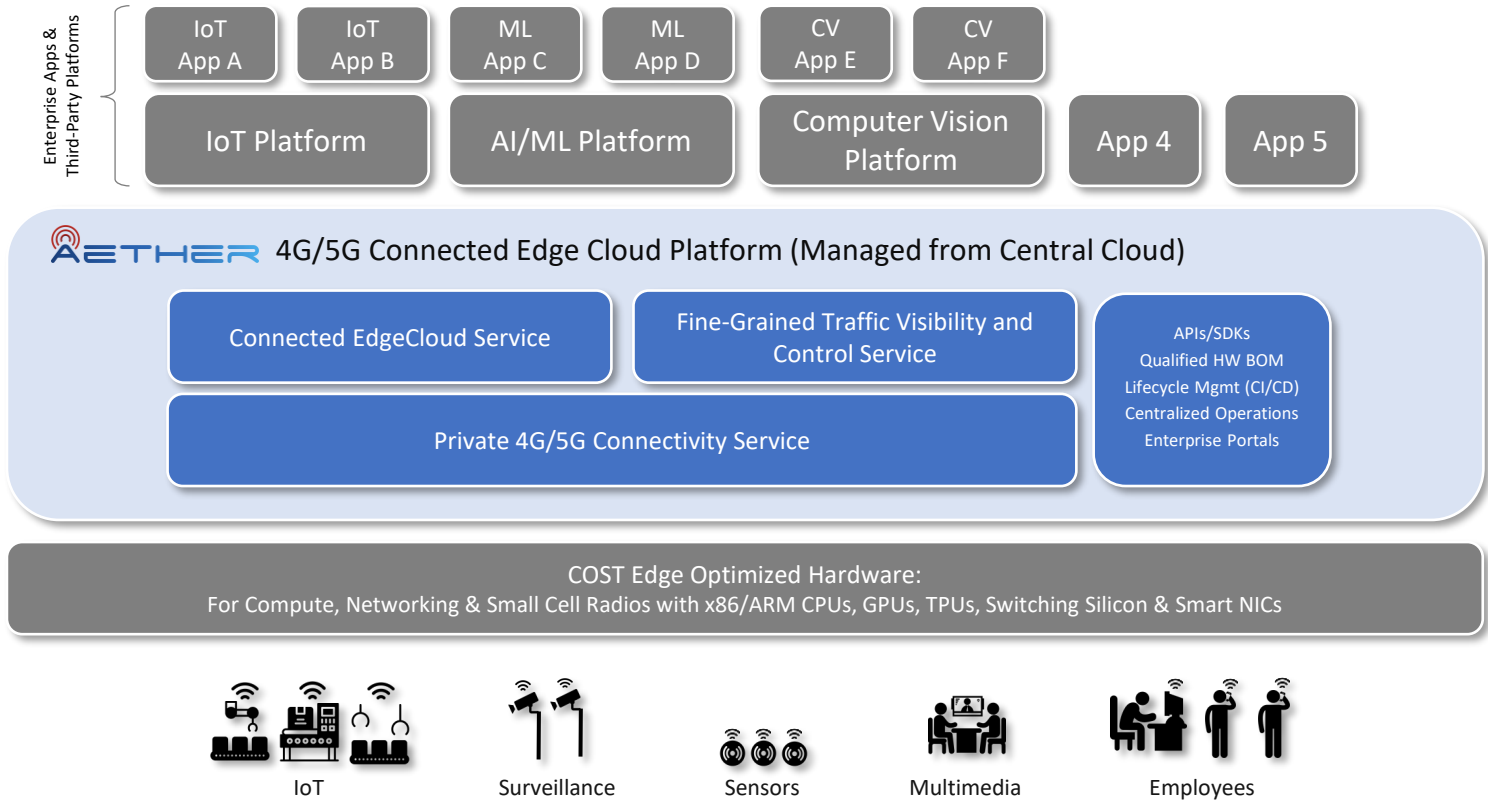 Enterprise Apps &
Third-Party Platforms
IoT
App A
IoT
App B
ML
App C
ML
App D
CV
App E
CV
App F
IoT Platform
AI/ML Platform
Computer Vision
Platform
App 4
App 5
AETHER 4G/5G Connected Edge Cloud Platform (Managed from Central Cloud)
Connected EdgeCloud Service
Fine-Grained Traffic Visibility and
Control Service
Private 4G/5G Connectivity Service
APIs/SDKs
Qualified HW BOM
Lifecycle Mgmt (CI/CD)
Centralized Operations
Enterprise Portals
COST Edge Optimized Hardware:
For Compute, Networking & Small Cell Radios with x86/ARM CPUs, GPUs, TPUs, Switching Silicon & Smart NICs
IoT
Surveillance
Sensors
Multimedia
Employees